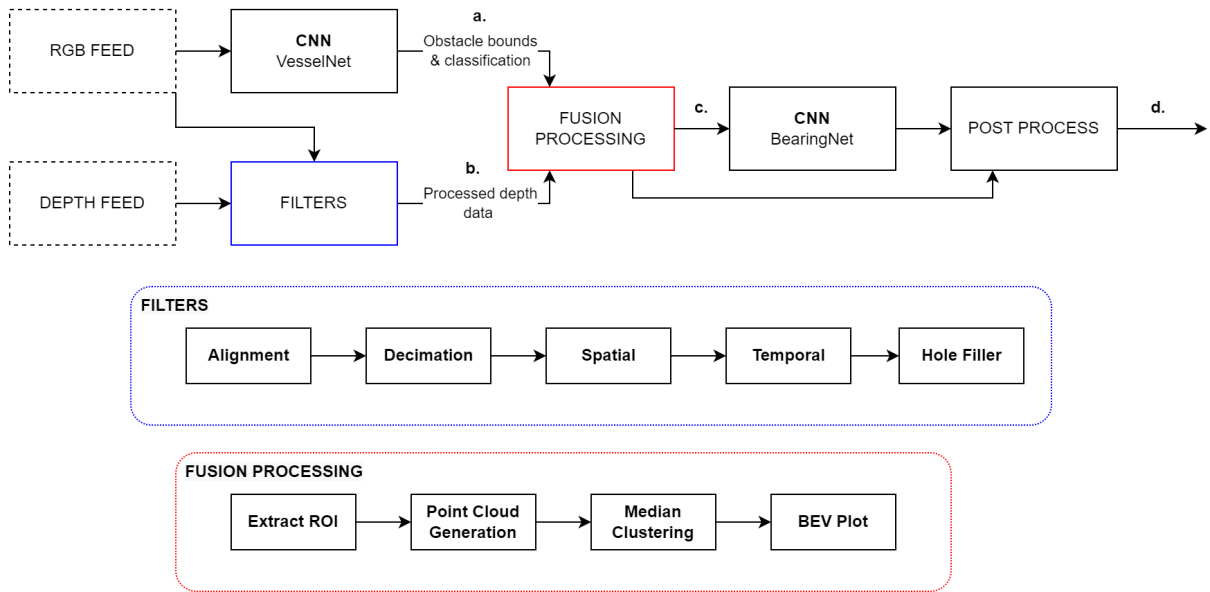 RGB FEED
CNN
VesselNet
a.
Obstacle bounds
& classification
DEPTH FEED
FILTERS
b.
Processed depth
data
FUSION
PROCESSING
c.
CNN
BearingNet
POST PROCESS
d.
FILTERS
Alignment
Decimation
Spatial
Temporal
Hole Filler
FUSION PROCESSING
Extract ROI
Point Cloud
Generation
Median
Clustering
BEV Plot